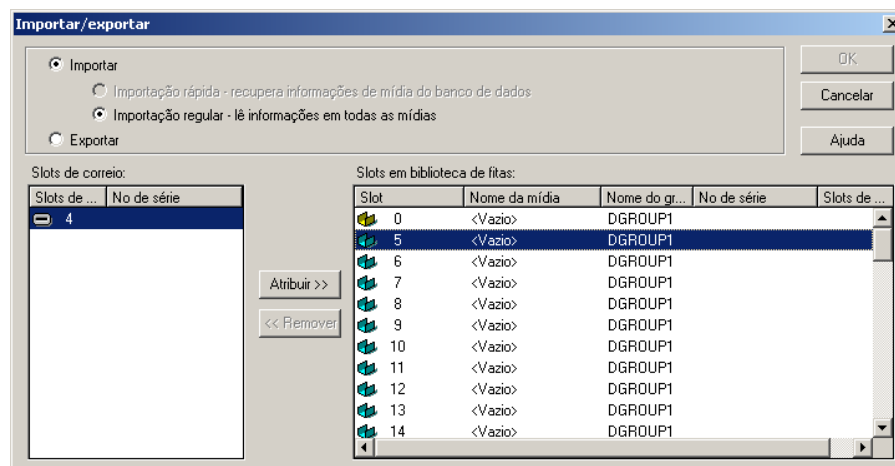 Importar/exportar
Importar
OK
Importação rápida - recupera informações de mídia do banco de dados
Cancelar
Importação regular - lê informações em todas as mídias
Exportar
Ajuda
Slots de correio:
Slots em biblioteca de fitas:
Slots de ... No de série
Slot Nome da mídia Nome do gr... No de série Slots de ...
4
0 <Vazio> DGROUP1
5 <Vazio> DGROUP1
6 <Vazio> DGROUP1
7 <Vazio> DGROUP1
8 <Vazio> DGROUP1
9 <Vazio> DGROUP1
10 <Vazio> DGROUP1
11 <Vazio> DGROUP1
12 <Vazio> DGROUP1
13 <Vazio> DGROUP1
14 <Vazio> DGROUP1
Atribuir >>
<< Remover